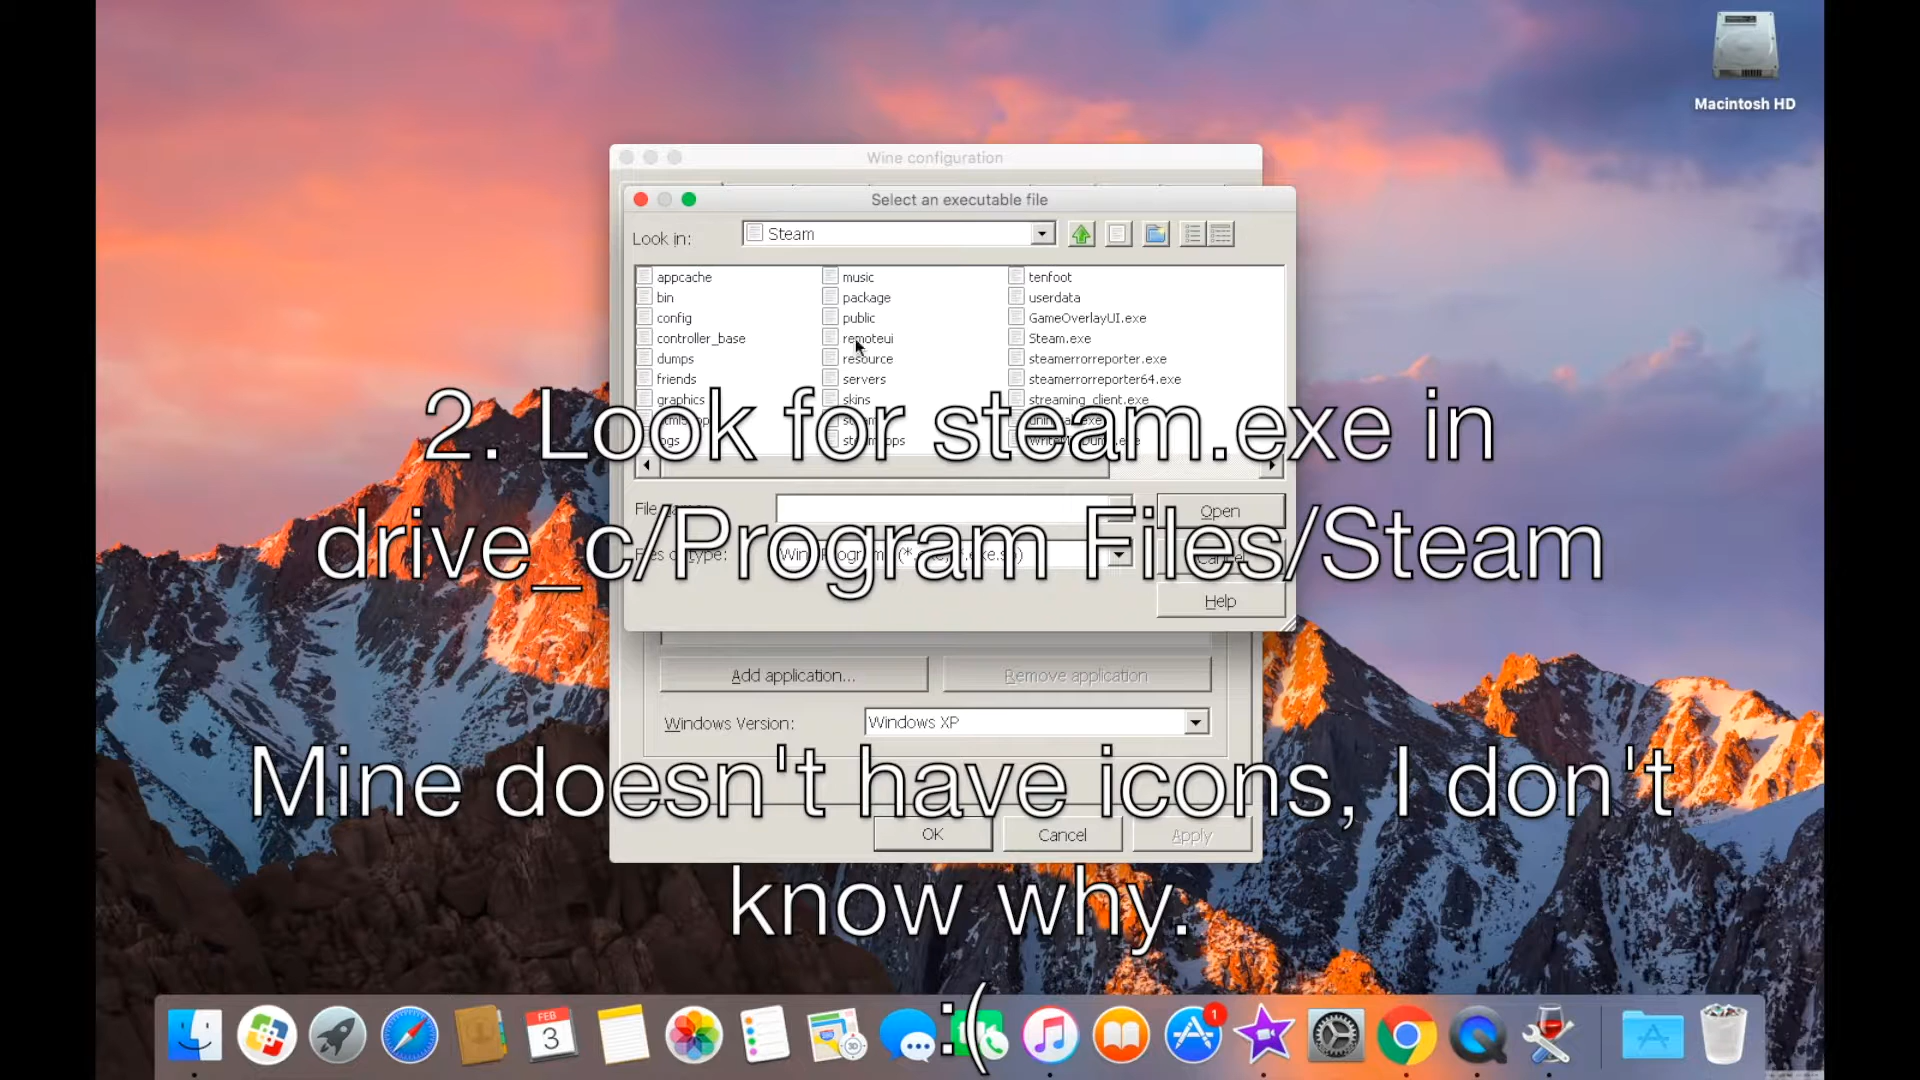 Macintosh HD
Wine configuration
Select an executable file
Look in:
Steam
appcache
bin
config
controller_base
dumps
friends
graphics
music
package
public
remoteui
resource
servers
skins
tenfoot
userdata
GameOverlayUI.exe
Steam.exe
steamerrorreporter.exe
steamerrorreporter64.exe
streaming_client.exe
2. Look for steam.exe in
drive_c/Program Files/Steam
Open
Cancel
Help
Add application...
Remove application
Windows Version:
Windows XP
Mine doesn't have icons, I don't
know why.
:(
OK
Cancel
Apply
FEB
3
1